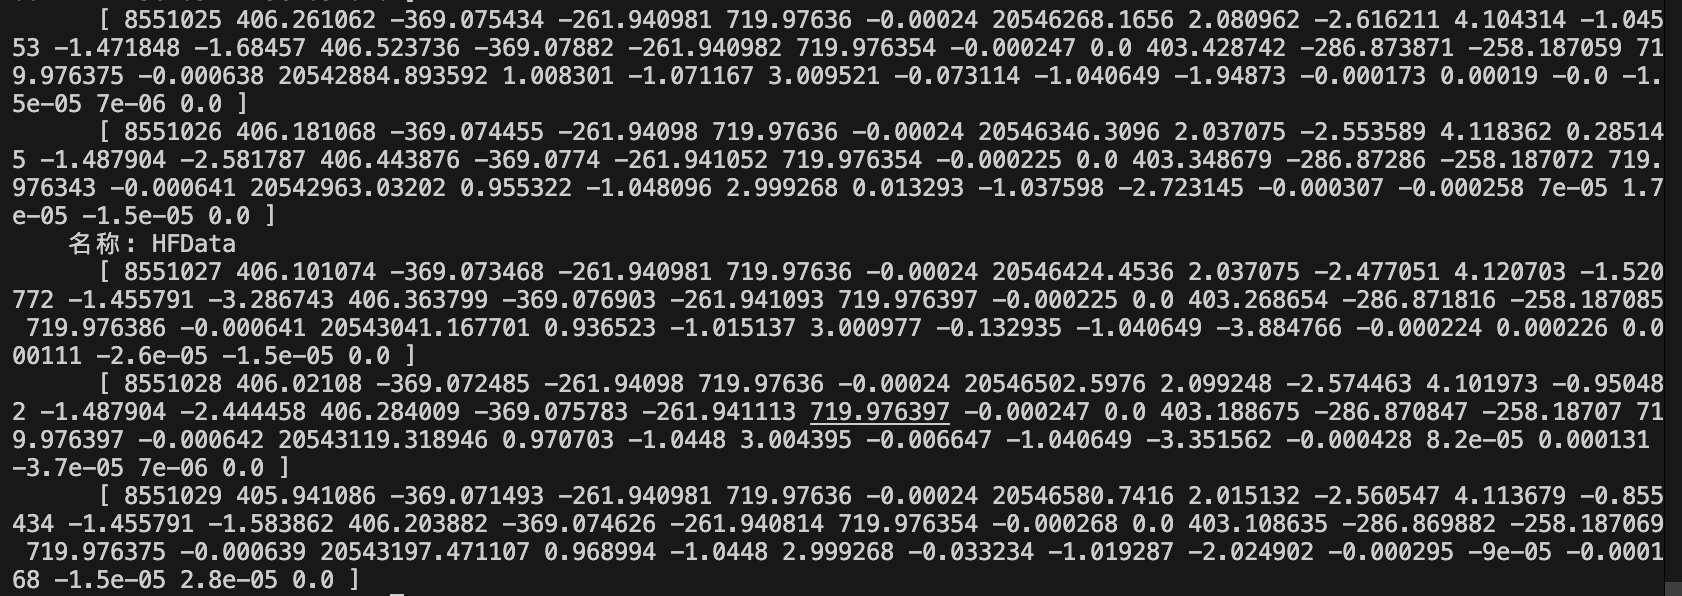 [ 8551025 406.261062 -369.075434 -261.940981 719.97636 -0.00024 20546268.1656 2.080962 -2.616211 4.104314 -1.045
53 -1.471848 -1.68457 406.523736 -369.07882 -261.940982 719.976354 -0.000247 0.0 403.428742 -286.873871 -258.187059 71
9.976375 -0.000638 20542884.893592 1.008301 -1.071167 3.009521 -0.073114 -1.040649 -1.94873 -0.000173 0.00019 -0.0 -1.
5e-05 7e-06 0.0 ]
[ 8551026 406.181068 -369.074455 -261.94098 719.97636 -0.00024 20546346.3096 2.037075 -2.553589 4.118362 0.28514
5 -1.487904 -2.581787 406.443876 -369.0774 -261.941052 719.976354 -0.000225 0.0 403.348679 -286.87286 -258.187072 719.
976343 -0.000641 20542963.03202 0.955322 -1.048096 2.999268 0.013293 -1.037598 -2.723145 -0.000307 -0.000258 7e-05 1.7
e-05 -1.5e-05 0.0 ]
名称: HFData
[ 8551027 406.101074 -369.073468 -261.940981 719.97636 -0.00024 20546424.4536 2.037075 -2.477051 4.120703 -1.520
772 -1.455791 -3.286743 406.363799 -369.076903 -261.941093 719.976397 -0.000225 0.0 403.268654 -286.871816 -258.187085
719.976386 -0.000641 20543041.167701 0.936523 -1.015137 3.000977 -0.132935 -1.040649 -3.884766 -0.000224 0.000226 0.0
00111 -2.6e-05 -1.5e-05 0.0 ]
[ 8551028 406.02108 -369.072485 -261.94098 719.97636 -0.00024 20546502.5976 2.099248 -2.574463 4.101973 -0.95048
2 -1.487904 -2.444458 406.284009 -369.075783 -261.941113 719.976397 -0.000247 0.0 403.188675 -286.870847 -258.18707 71
9.976397 -0.000642 20543119.318946 0.970703 -1.0448 3.004395 -0.006647 -1.040649 -3.351562 -0.000428 8.2e-05 0.000131
-3.7e-05 7e-06 0.0 ]
[ 8551029 405.941086 -369.071493 -261.940981 719.97636 -0.00024 20546580.7416 2.015132 -2.560547 4.113679 -0.855
434 -1.455791 -1.583862 406.203882 -369.074626 -261.940814 719.976354 -0.000268 0.0 403.108635 -286.869882 -258.187069
719.976375 -0.000639 20543197.471107 0.968994 -1.0448 2.999268 -0.033234 -1.019287 -2.024902 -0.000295 -9e-05 -0.0001
68 -1.5e-05 2.8e-05 0.0 ]